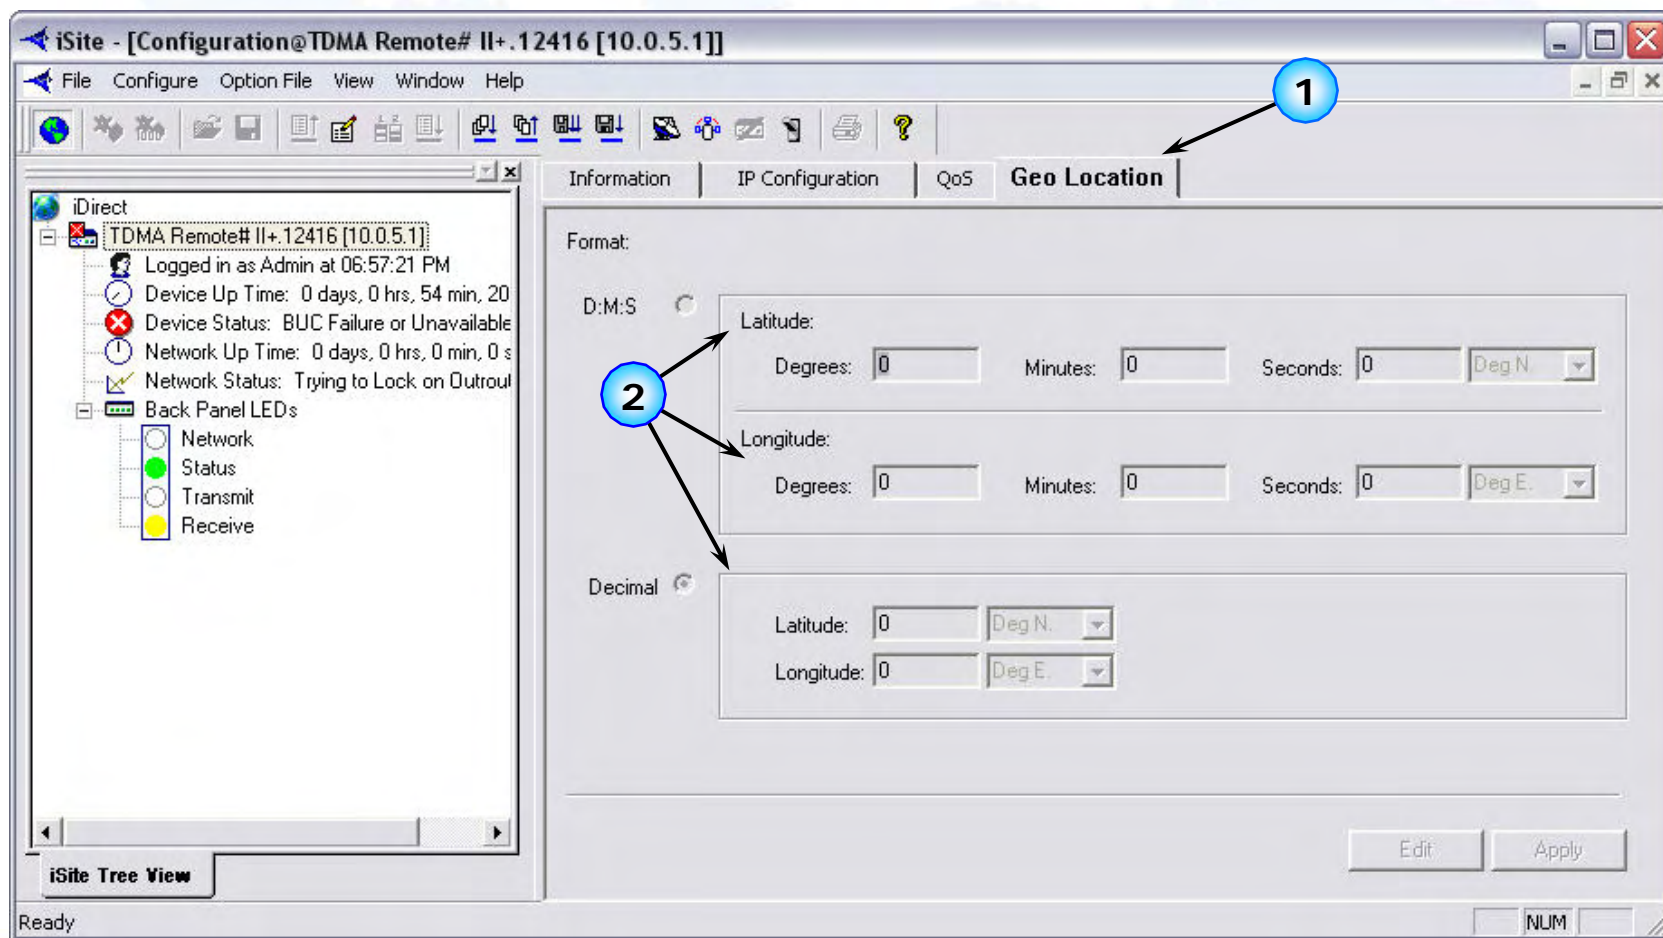 iSite - [Configuration@TDMA Remote# II+.12416 [10.0.5.1]]
File Configure Option File View Window Help
1
Information IP Configuration QoS Geo Location
iDirect
TDMA Remote# II+.12416 [10.0.5.1]
Logged in as Admin at 06:57:21 PM
Device Up Time: 0 days, 0 hrs, 54 min, 20
Device Status: BUC Failure or Unavailable
Network Up Time: 0 days, 0 hrs, 0 min, 0 s
Network Status: Trying to Lock on Outrou
Back Panel LEDs
Network
Status
Transmit
Receive
iSite Tree View
Format:
D:M:S
Latitude:
Degrees: 0 Minutes: 0 Seconds: 0 Deg N.
2
Longitude:
Degrees: 0 Minutes: 0 Seconds: 0 Deg E.
Decimal
Latitude: 0 Deg N.
Longitude: 0 Deg E.
Edit Apply
Ready NUM